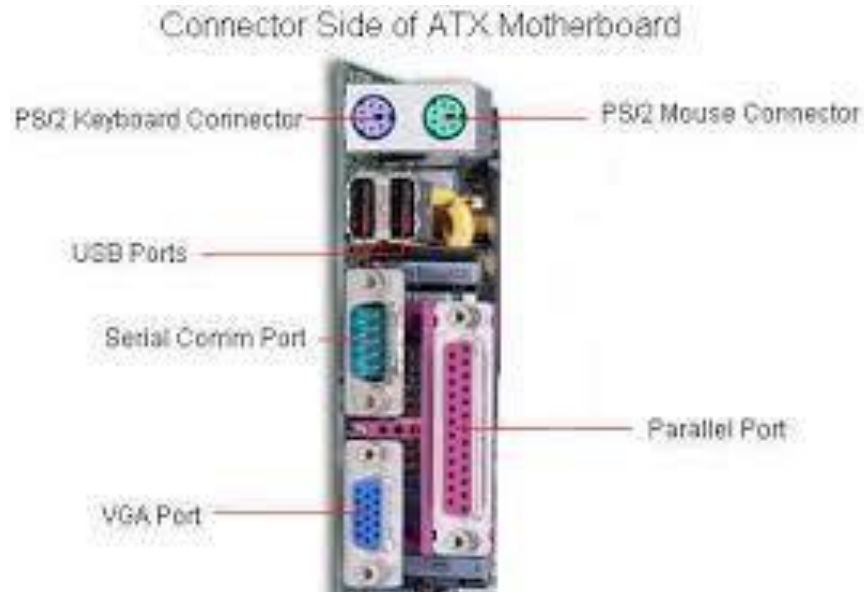 Connector Side of ATX Motherboard
PS/2 Keyboard Connector
PS/2 Mouse Connector
USB Ports
Serial Comm Port
Parallel Port
VGA Port